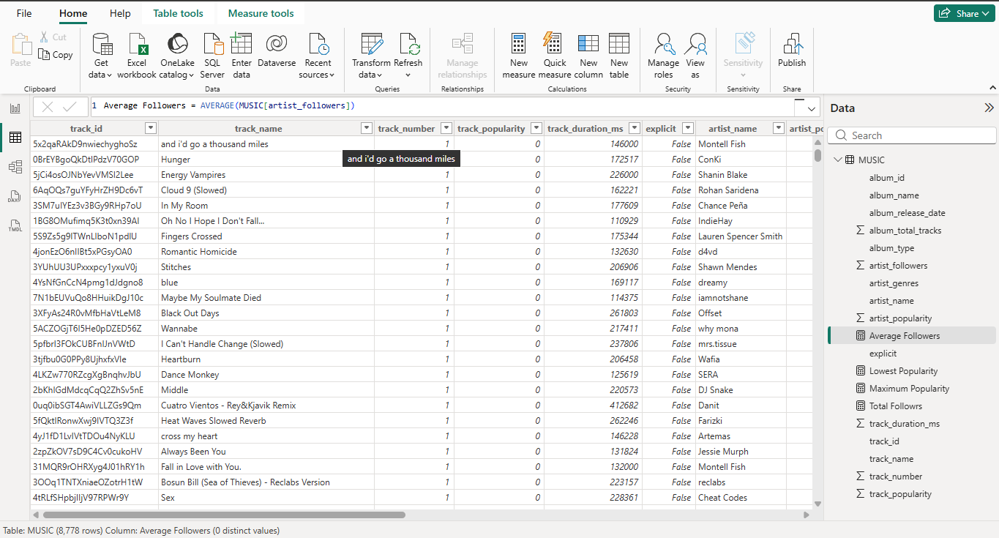 File Home Help Table tools Measure tools Share
Paste Cut Copy
Get data Excel workbook OneLake catalog SQL Server Enter data Dataverse Recent sources
Transform data Refresh
Manage relationships
New measure Quick measure New column New table
Manage roles View as
Sensitivity
Publish
Clipboard Data Queries Relationships Calculations Security Sensitivity Share
1 Average Followers = AVERAGE(MUSIC[artist_followers])
track_id track_name track_number track_popularity track_duration_ms explicit artist_name artist_po
5x2qaRAkD9nwiechyghoSz and i'd go a thousand miles 1 0 146000 False Montell Fish
0BrEYBgoQkDtIPdzV70GOP Hunger 0 172517 False ConKi
and i'd go a thousand miles
5jCi4osOJNbYevVMSI2Lee Energy Vampires 1 0 226000 False Shanin Blake
6AqOQs7guYFyHrZH9Dc6vT Cloud 9 (Slowed) 1 0 162221 False Rohan Saridena
3SM7uIYEz3v3BGy9RHp7oU In My Room 1 0 177609 False Chance Peña
1BG8OMufimq5K3t0xn39AI Oh No I Hope I Don't Fall... 1 0 110929 False IndieHay
5S9Zs5g9ITWnLIboN1pdIU Fingers Crossed 1 0 175344 False Lauren Spencer Smith
4jonEzO6nIIBt5xPGsyOA0 Romantic Homicide 1 0 132630 False d4vd
3YUhUU3UPxxxpcy1yxuV0j Stitches 1 0 206906 False Shawn Mendes
4YsNfGnCcN4pmg1dJdgno8 blue 1 0 169117 False dreamy
7N1bEUVuQo8HHuikDgJ10c Maybe My Soulmate Died 1 0 114375 False iamnotshane
3XFyAs24R0vMfbHaVtLeM8 Black Out Days 1 0 261803 False Offset
5ACZOGjT6I5He0pDZED56Z Wannabe 1 0 217411 False why mona
5pfbrI3FOkCUBFnIJnVWtD I Can't Handle Change (Slowed) 1 0 237806 False mrs.tissue
3tjfbu0G0PPy8UjhxfxVIe Heartburn 1 0 206458 False Wafia
4LKZw770RZcgXgBnqhvJbU Dance Monkey 1 0 125619 False SERA
2bKhIGdMdcqCqQ2ZhSv5nE Middle 1 0 220573 False DJ Snake
0uq0ibSGT4AwiVLLZGs9Qm Cuatro Vientos - Rey&Kjavik Remix 1 0 412682 False Danit
5fQktIRonwXwj9IVTQ3Z3f Heat Waves Slowed Reverb 1 0 262246 False Farizki
4yJ1fD1LvIVtTDOu4NyKLU cross my heart 1 0 146228 False Artemas
2zpZkOV7sD9C4Cv0cukoHV Always Been You 1 0 131824 False Jessie Murph
31MQR9rOHRXyg4J01hRY1h Fall in Love with You. 1 0 132000 False Montell Fish
3OOq1TNTXniaeOZotrH1tW Bosun Bill (Sea of Thieves) - Reclabs Version 1 0 223157 False reclabs
4tRLfSHpbjIIjV97RPWr9Y Sex 1 0 228361 False Cheat Codes
DAX
TMDL
Data
Search
MUSIC
album_id
album_name
album_release_date
album_total_tracks
album_type
artist_followers
artist_genres
artist_name
artist_popularity
Average Followers
explicit
Lowest Popularity
Maximum Popularity
Total Followrs
track_duration_ms
track_id
track_name
track_number
track_popularity
Table: MUSIC (8,778 rows) Column: Average Followers (0 distinct values)